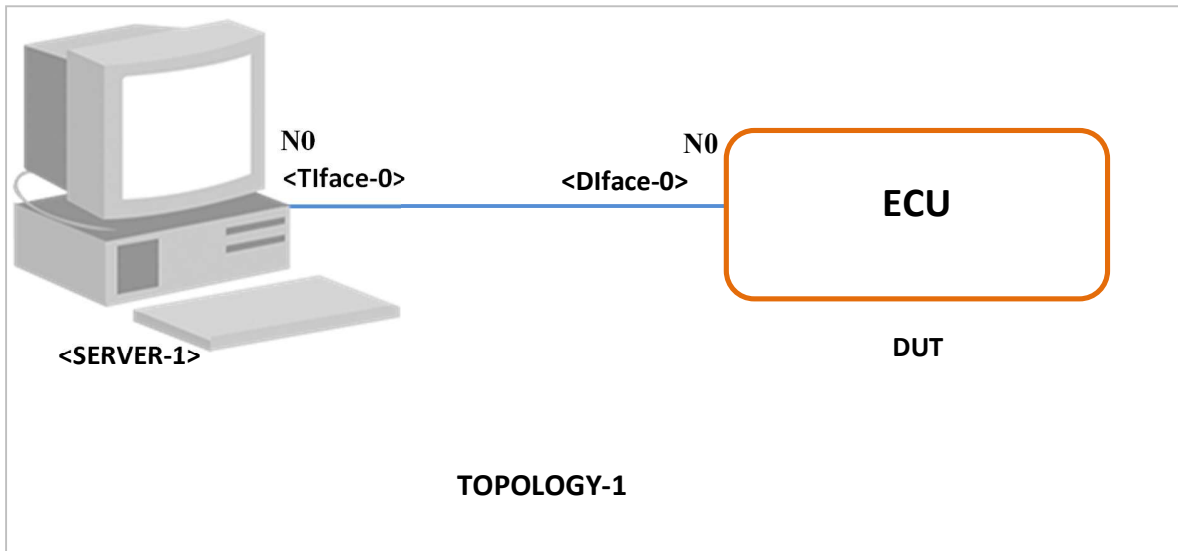 N0
<TIface-0>
N0
<DIface-0>
ECU
<SERVER-1>
DUT
TOPOLOGY-1